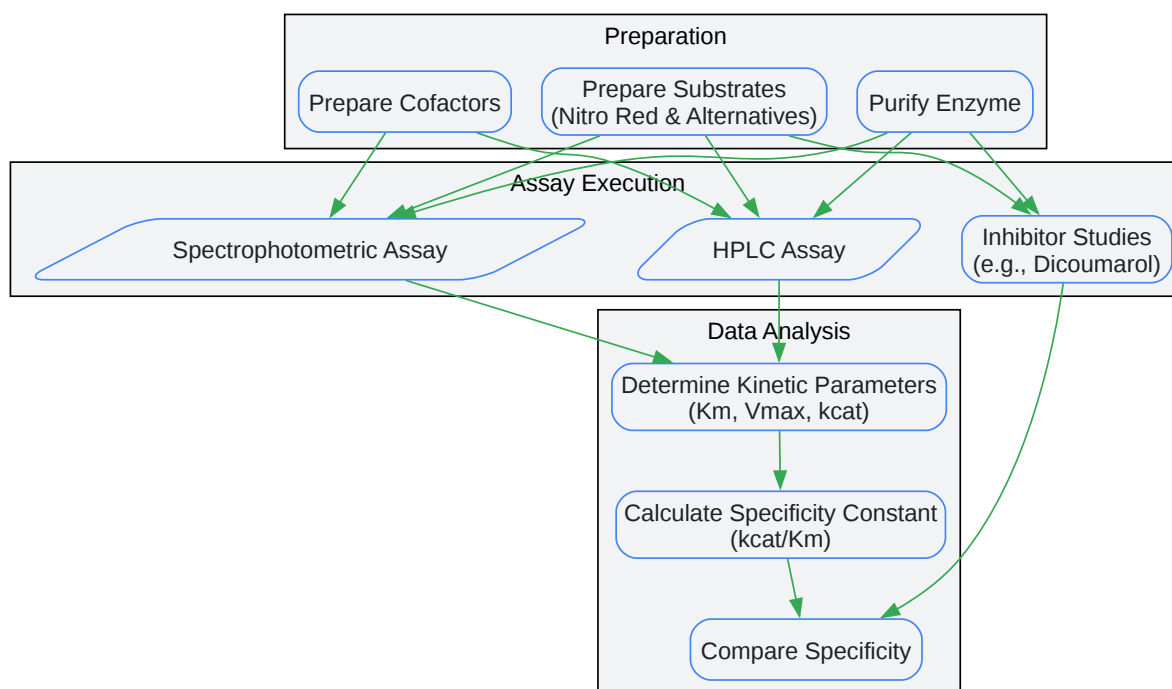 Preparation
Prepare Cofactors
Prepare Substrates
(Nitro Red & Alternatives)
Purify Enzyme
Assay Execution
Spectrophotometric Assay
HPLC Assay
Inhibitor Studies
(e.g., Dicoumarol)
Data Analysis
Determine Kinetic Parameters
(Km, Vmax, kcat)
Calculate Specificity Constant
(kcat/Km)
Compare Specificity